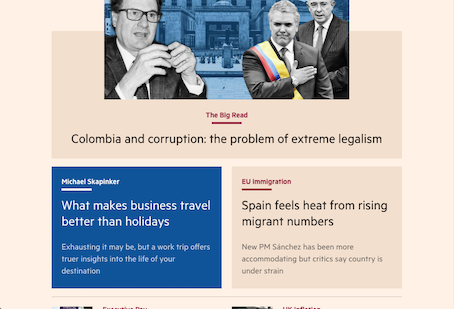 The Big Read
Colombia and corruption: the problem of extreme legalism
Michael Skapinker
What makes business travel
better than holidays
Exhausting it may be, but a work trip offers
truer insights into the life of your
destination
EU immigration
Spain feels heat from rising
migrant numbers
New PM Sánchez has been more
accommodating but critics say country is
under strain
Executive Pay
UK inflation